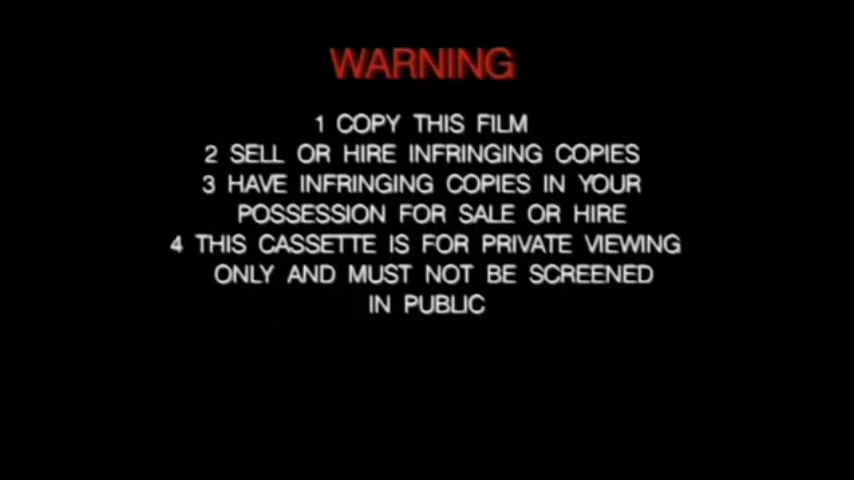 WARNING
1 COPY THIS FILM
2 SELL OR HIRE INFRINGING COPIES
3 HAVE INFRINGING COPIES IN YOUR
POSSESSION FOR SALE OR HIRE
4 THIS CASSETTE IS FOR PRIVATE VIEWING
ONLY AND MUST NOT BE SCREENED
IN PUBLIC